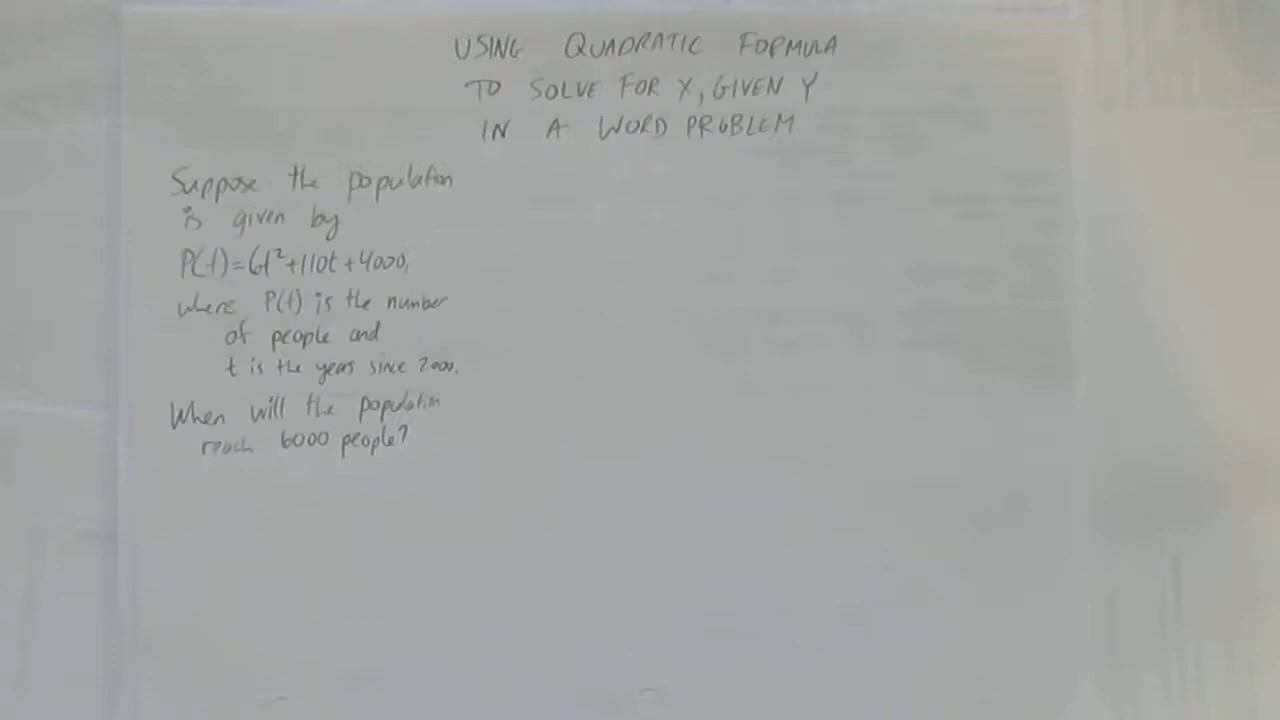 USING QUADRATIC FORMULA
TO SOLVE FOR X, GIVEN Y
IN A WORD PROBLEM
Suppose the population
is given by
P(t)=6t²+110t+4000,
where P(t) is the number
of people and
t is the years since 2000.
When will the population
reach 6000 people?